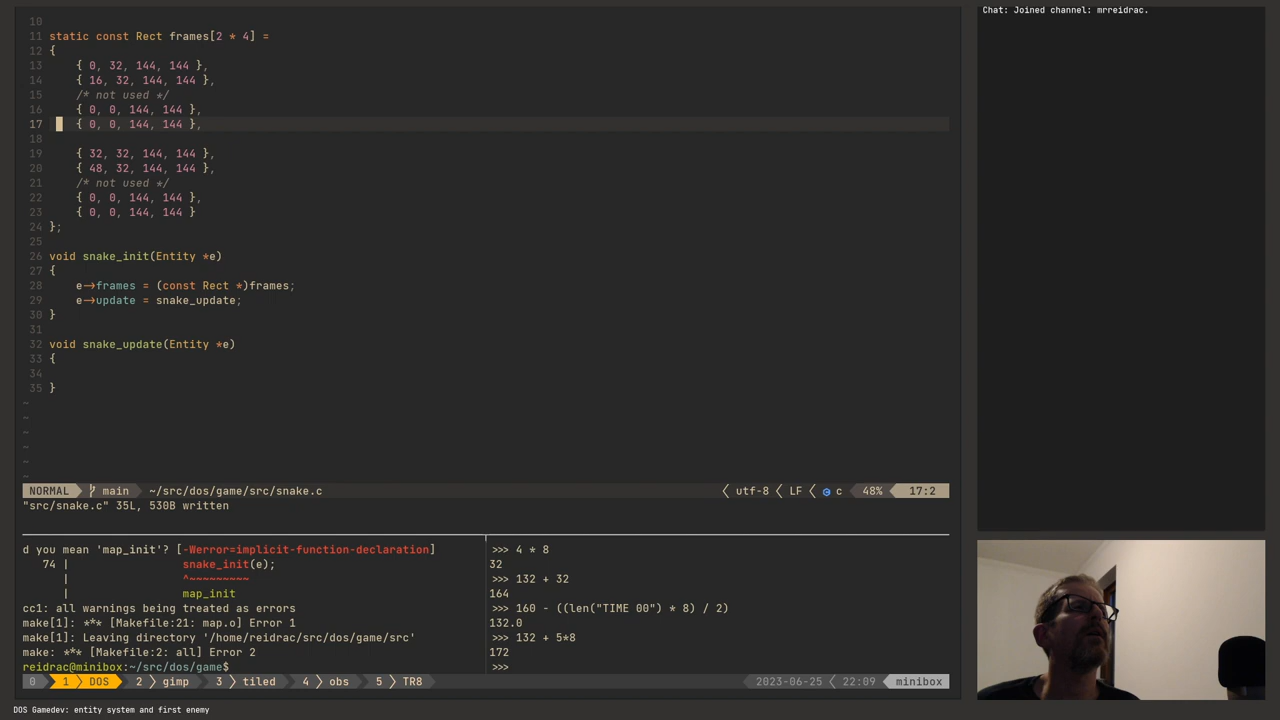 Chat: Joined channel: mrreidrac.
10
11 static const Rect frames[2 * 4] =
12 {
13 { 0, 32, 144, 144 },
14 { 16, 32, 144, 144 },
15 /* not used */
16 { 0, 0, 144, 144 },
17 { 0, 0, 144, 144 },
18
19 { 32, 32, 144, 144 },
20 { 48, 32, 144, 144 },
21 /* not used */
22 { 0, 0, 144, 144 },
23 { 0, 0, 144, 144 }
24 };
25
26 void snake_init(Entity *e)
27 {
28 e->frames = (const Rect *)frames;
29 e->update = snake_update;
30 }
31
32 void snake_update(Entity *e)
33 {
34
35 }
~
~
~
~
~
~
NORMAL main ~/src/dos/game/src/snake.c utf-8 LF c 48% 17:2
"src/snake.c" 35L, 530B written
d you mean 'map_init'? [-Werror=implicit-function-declaration]
74 | snake_init(e);
| ^~~~~~~~~~
| map_init
cc1: all warnings being treated as errors
make[1]: *** [Makefile:21: map.o] Error 1
make[1]: Leaving directory '/home/reidrac/src/dos/game/src'
make: *** [Makefile:2: all] Error 2
reidrac@minibox:~/src/dos/game$
>>> 4 * 8
32
>>> 132 + 32
164
>>> 160 - ((len("TIME 00") * 8) / 2)
132.0
>>> 132 + 5*8
172
>>>
0 1 DOS 2 gimp 3 tiled 4 obs 5 TR8 2023-06-25 22:09 minibox
DOS Gamedev: entity system and first enemy